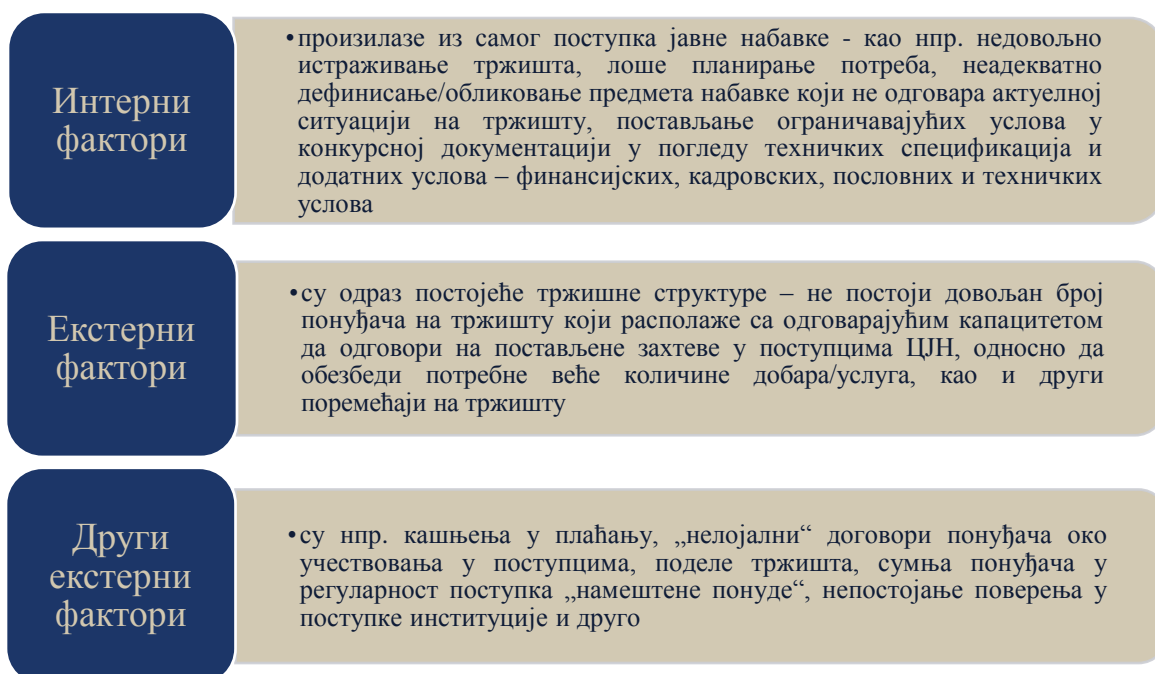 Интерни
фактори
•произилазе из самог поступка јавне набавке - као нпр. недовољно
истраживање тржишта, лоше планирање потреба, неадекватно
дефинисање/обликовање предмета набавке који не одговара актуелној
ситуацији на тржишту, постављање ограничавајућих услова у
конкурсној документацији у погледу техничких спецификација и
додатних услова – финансијских, кадровских, пословних и техничких
услова
Екстерни
фактори
•су одраз постојеће тржишне структуре – не постоји довољан број
понуђача на тржишту који располаже са одговарајућим капацитетом
да одговори на постављене захтеве у поступцима ЦЈН, односно да
обезбеди потребне веће количине добара/услуга, као и други
поремећаји на тржишту
Други
екстерни
фактори
•су нпр. кашњења у плаћању, „нелојални“ договори понуђача око
учествовања у поступцима, поделе тржишта, сумња понуђача у
регуларност поступка „намештене понуде“, непостојање поверења у
поступке институције и друго